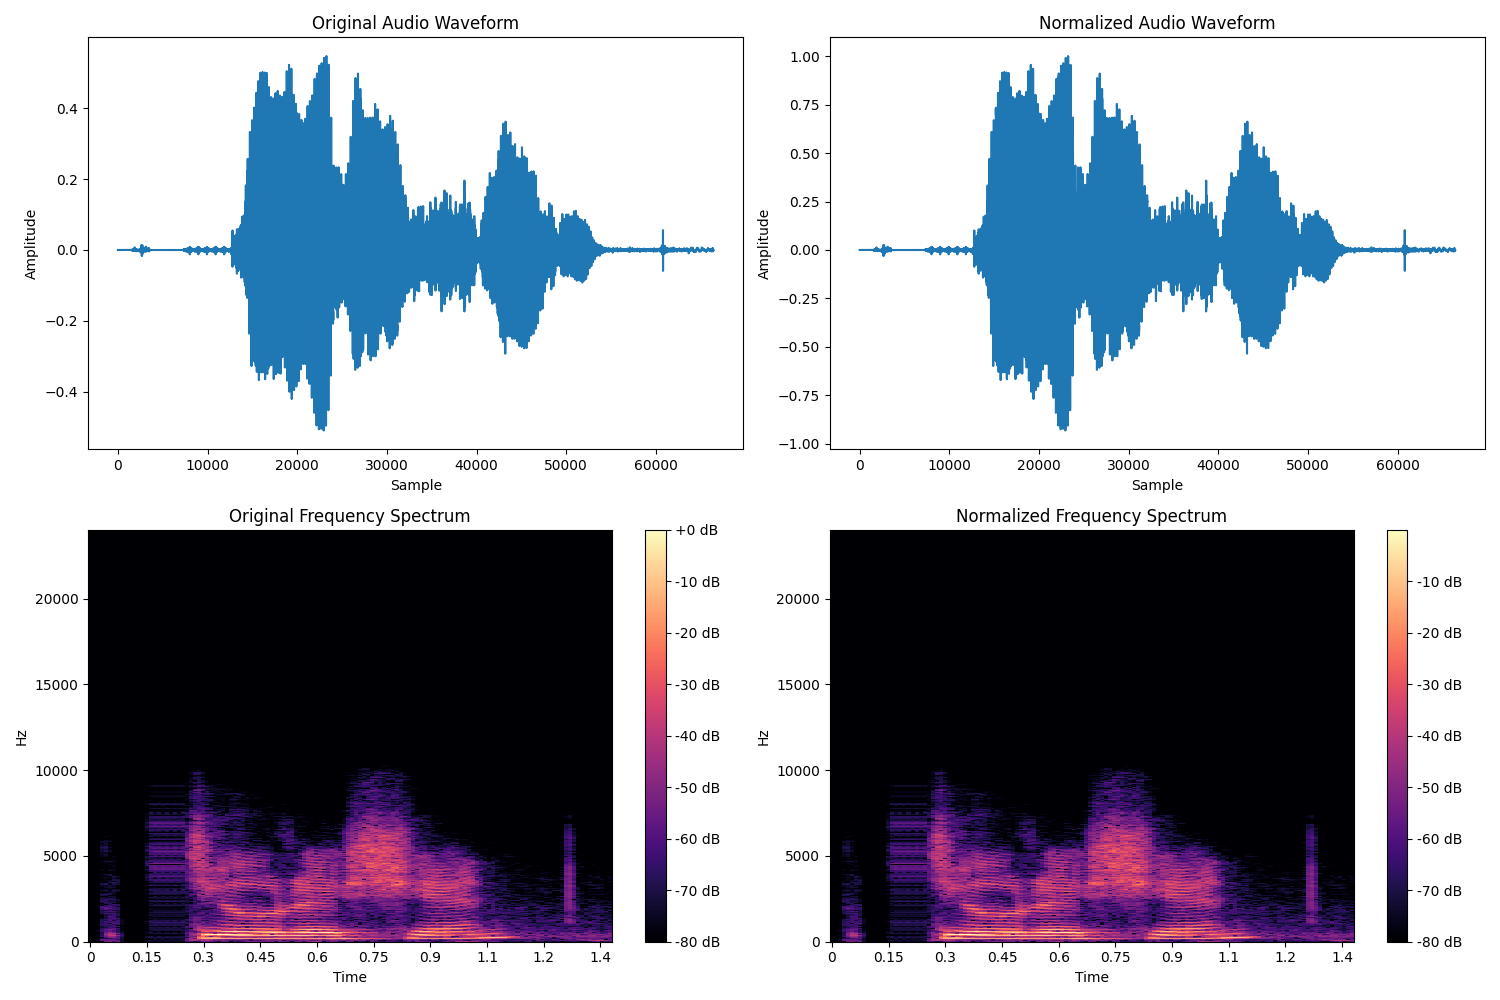 Original Audio Waveform
Amplitude
0.4
0.2
0.0
−0.2
−0.4
0 10000 20000 30000 40000 50000 60000
Sample
Normalized Audio Waveform
Amplitude
1.00
0.75
0.50
0.25
0.00
−0.25
−0.50
−0.75
−1.00
0 10000 20000 30000 40000 50000 60000
Sample
Original Frequency Spectrum
Hz
20000
15000
10000
5000
0
0 0.15 0.3 0.45 0.6 0.75 0.9 1.1 1.2 1.4
Time
+0 dB
-10 dB
-20 dB
-30 dB
-40 dB
-50 dB
-60 dB
-70 dB
-80 dB
Normalized Frequency Spectrum
Hz
20000
15000
10000
5000
0
0 0.15 0.3 0.45 0.6 0.75 0.9 1.1 1.2 1.4
Time
-10 dB
-20 dB
-30 dB
-40 dB
-50 dB
-60 dB
-70 dB
-80 dB